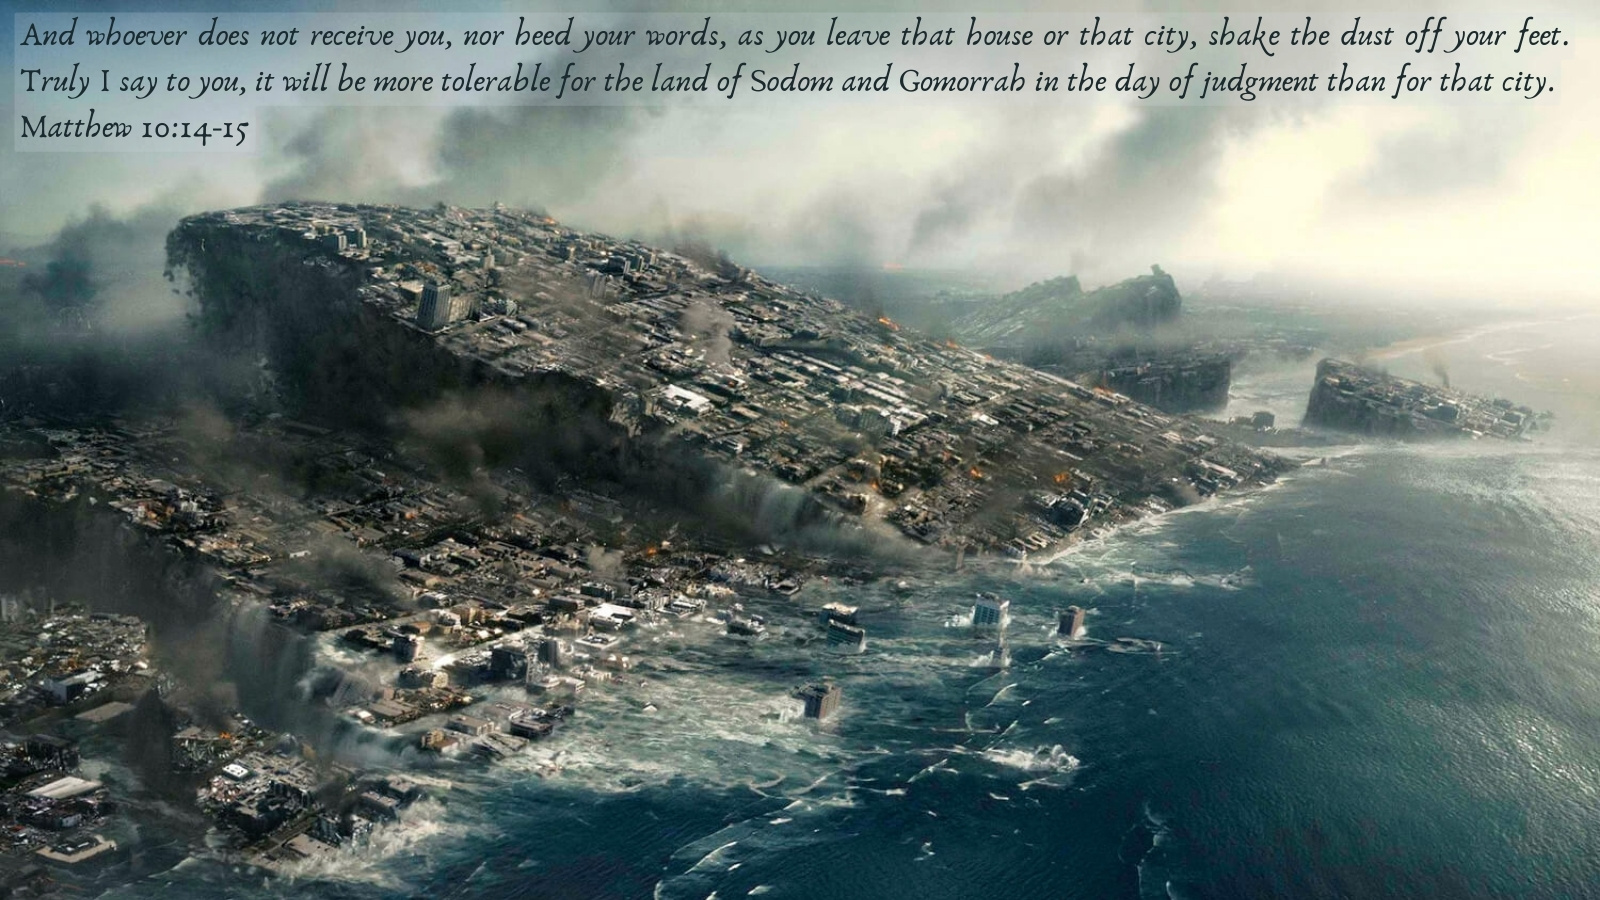 And whoever does not receive you, nor heed your words, as you leave that house or that city, shake the dust off your feet.
Truly I say to you, it will be more tolerable for the land of Sodom and Gomorrah in the day of judgment than for that city.
Matthew 10:14-15